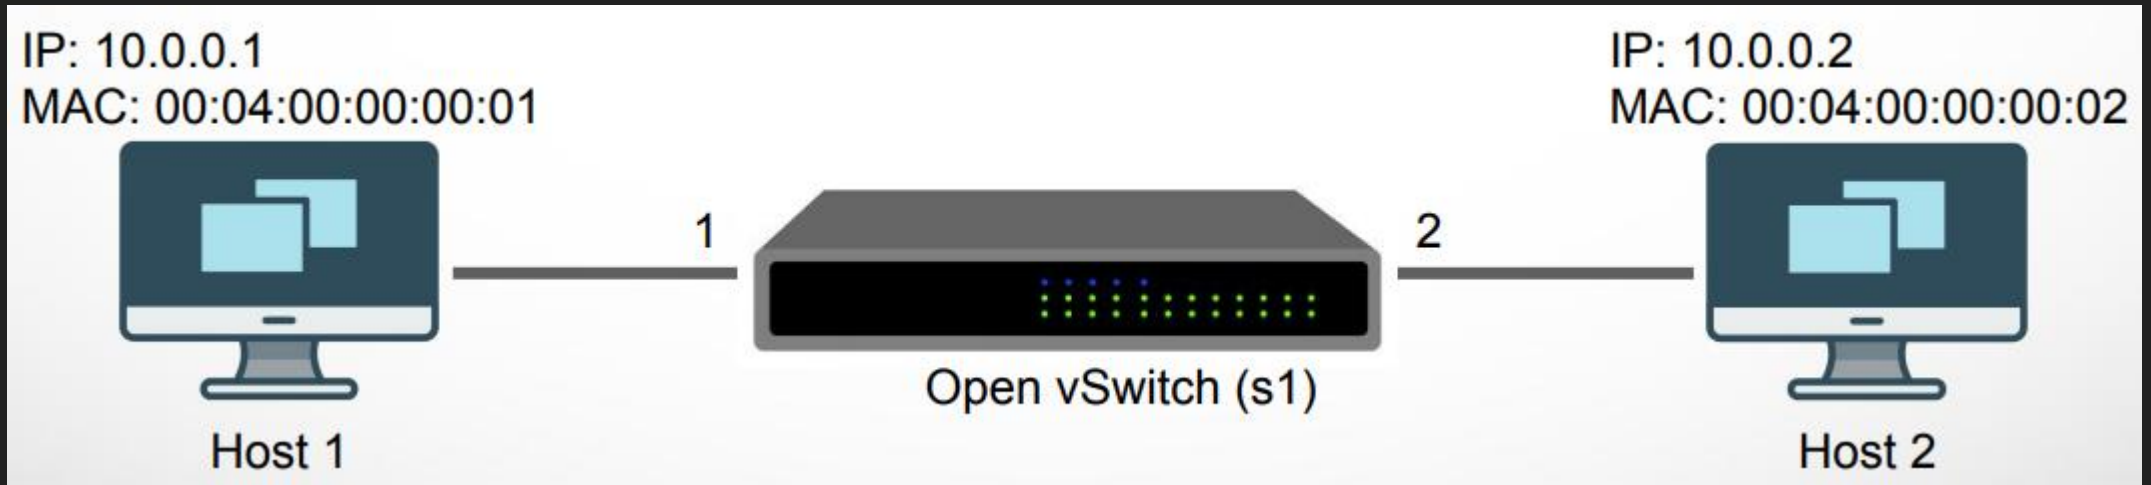 IP: 10.0.0.1
MAC: 00:04:00:00:00:01
IP: 10.0.0.2
MAC: 00:04:00:00:00:02
1
2
Open vSwitch (s1)
Host 1
Host 2